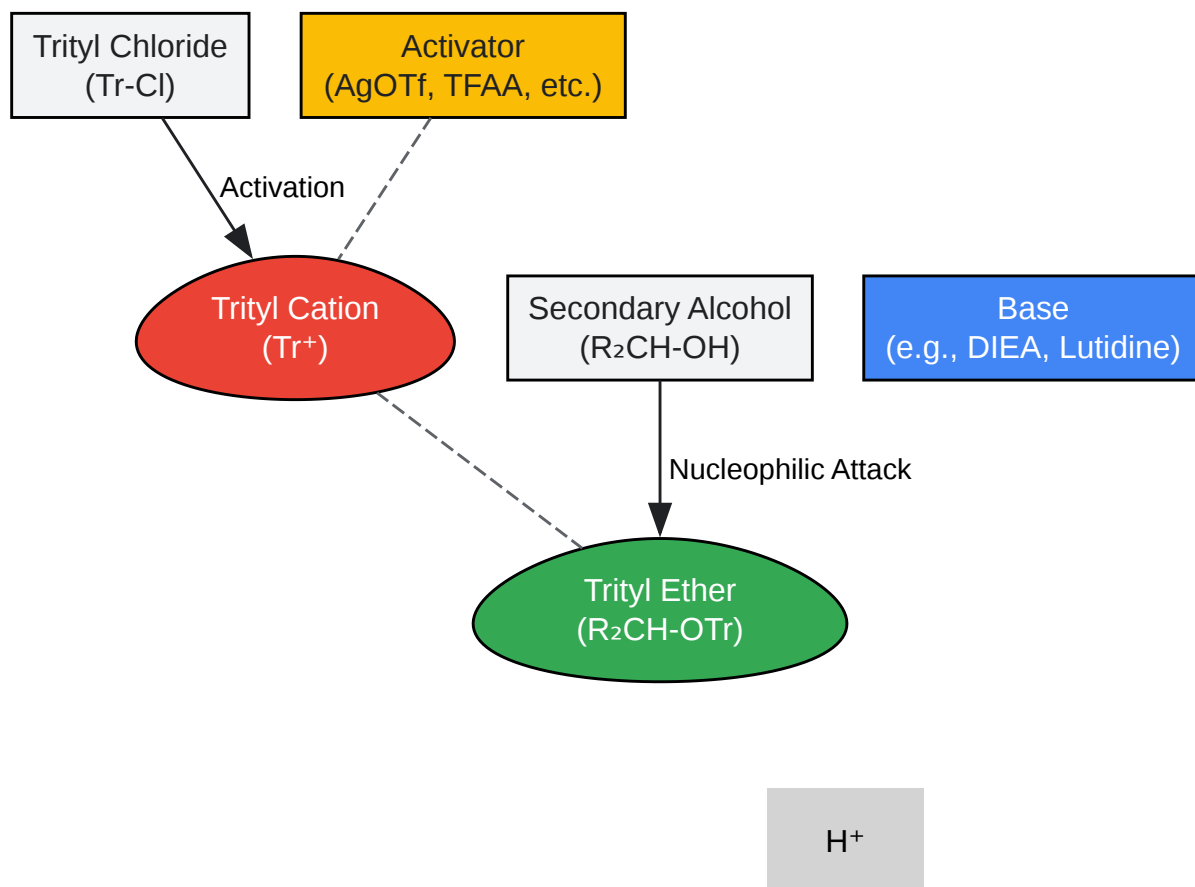 Trityl Chloride
(Tr-Cl)
Activator
(AgOTf, TFAA, etc.)
Activation
Trityl Cation
(Tr⁺)
Secondary Alcohol
(R₂CH-OH)
Base
(e.g., DIEA, Lutidine)
Nucleophilic Attack
Trityl Ether
(R₂CH-OTr)
H⁺